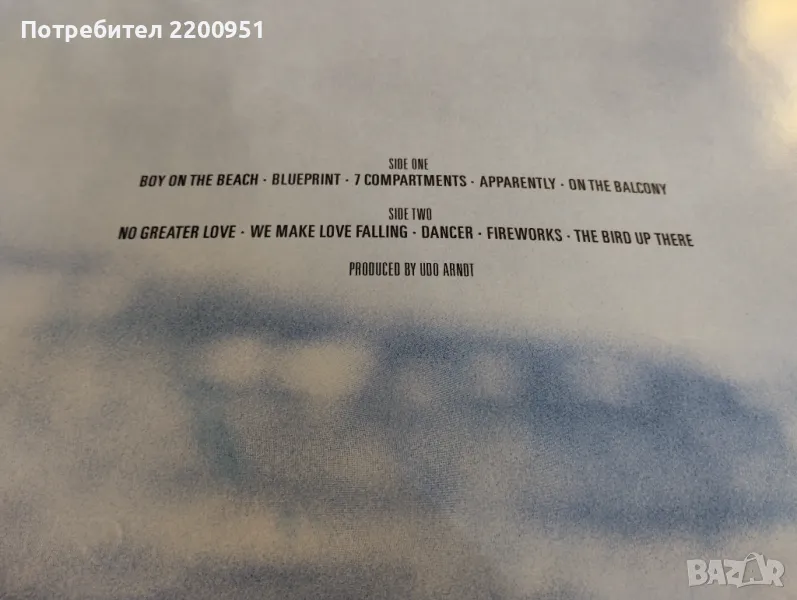 Потребител 2200951
SIDE ONE
BOY ON THE BEACH · BLUEPRINT · 7 COMPARTMENTS · APPARENTLY · ON THE BALCONY
SIDE TWO
NO GREATER LOVE · WE MAKE LOVE FALLING · DANCER · FIREWORKS · THE BIRD UP THERE
PRODUCED BY UDO ARNDT
BAZAR